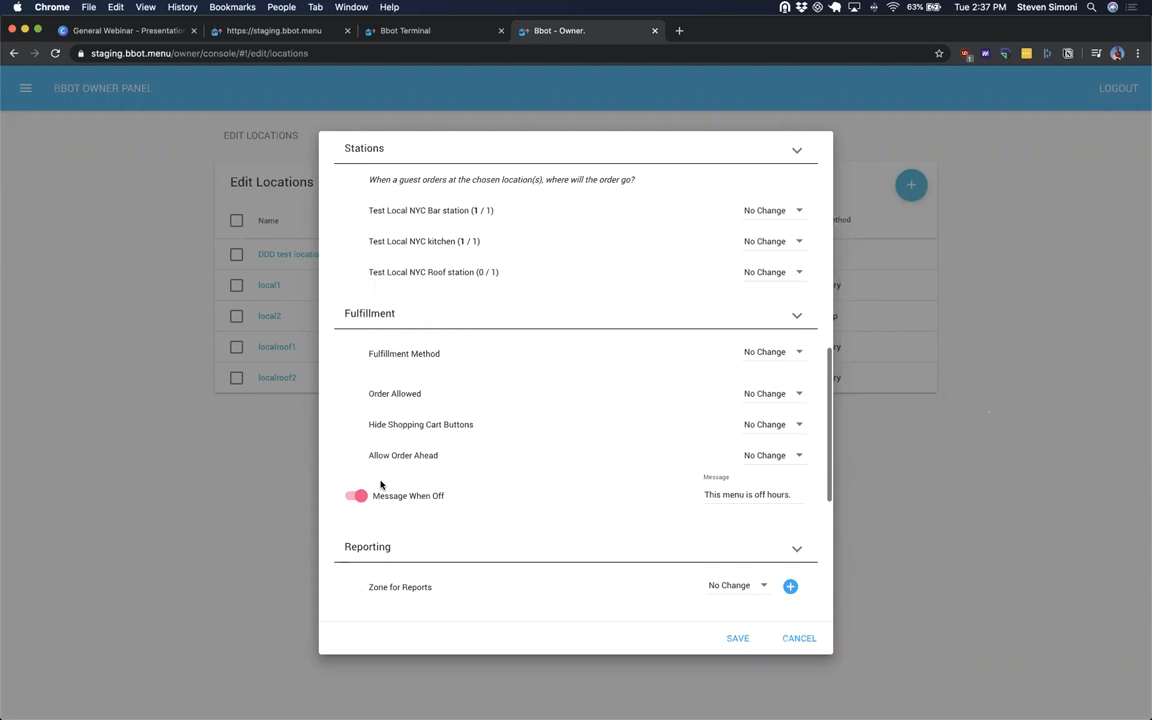 Chrome File Edit View History Bookmarks People Tab Window Help 63% Tue 2:37 PM Steven Simoni
General Webinar - Presentation × https://staging.bbot.menu × Bbot Terminal × Bbot - Owner. × +
staging.bbot.menu/owner/console/#!/edit/locations
BBOT OWNER PANEL LOGOUT
EDIT LOCATIONS
Edit Locations
Name
DDD test locatio
local1
local2
localroof1
localroof2
Stations
When a guest orders at the chosen location(s), where will the order go?
Test Local NYC Bar station (1 / 1) No Change
Test Local NYC kitchen (1 / 1) No Change
Test Local NYC Roof station (0 / 1) No Change
Fulfillment
Fulfillment Method No Change
Order Allowed No Change
Hide Shopping Cart Buttons No Change
Allow Order Ahead No Change
Message
Message When Off This menu is off hours.
Reporting
Zone for Reports No Change
SAVE CANCEL